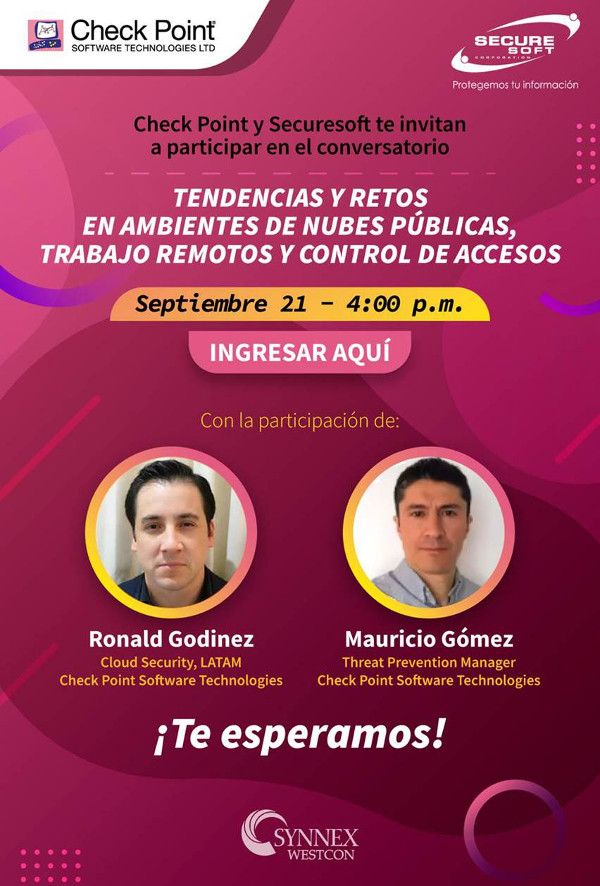 Check Point
SOFTWARE TECHNOLOGIES LTD
SECURE
SOFT
CORPORATION
Protegemos tu información
Check Point y Securesoft te invitan
a participar en el conversatorio
TENDENCIAS Y RETOS
EN AMBIENTES DE NUBES PÚBLICAS,
TRABAJO REMOTOS Y CONTROL DE ACCESOS
Septiembre 21 - 4:00 p.m.
INGRESAR AQUÍ
Con la participación de:
Ronald Godinez
Cloud Security, LATAM
Check Point Software Technologies
Mauricio Gómez
Threat Prevention Manager
Check Point Software Technologies
¡Te esperamos!
SYNNEX
WESTCON